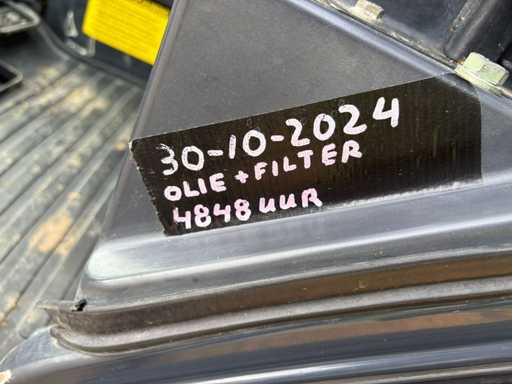 30-10-2024
OLIE + FILTER
4848 UUR